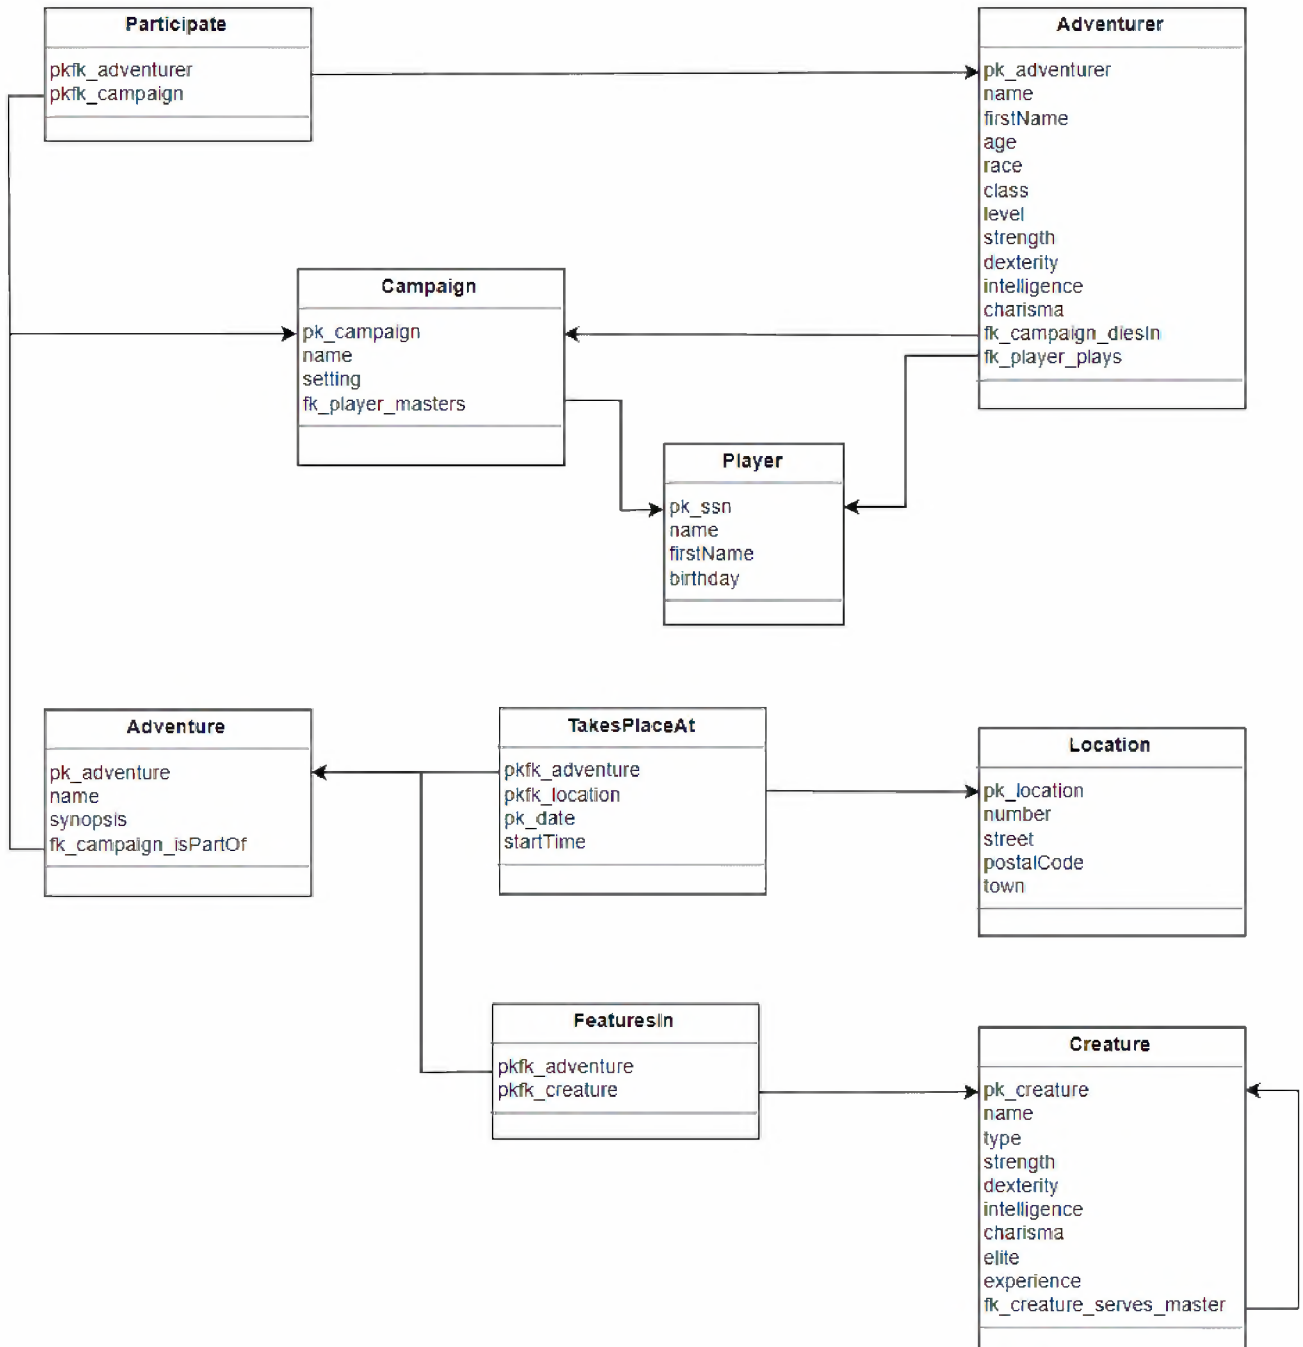 Participate
pkfk_adventurer
pkfk_campaign
Adventurer
pk_adventurer
name
firstName
age
race
class
level
strength
dexterity
intelligence
charisma
fk_campaign_diesIn
fk_player_plays
Campaign
pk_campaign
name
setting
fk_player_masters
Player
pk_ssn
name
firstName
birthday
Adventure
pk_adventure
name
synopsis
fk_campaign_isPartOf
TakesPlaceAt
pkfk_adventure
pkfk_location
pk_date
startTime
Location
pk_location
number
street
postalCode
town
FeaturesIn
pkfk_adventure
pkfk_creature
Creature
pk_creature
name
type
strength
dexterity
intelligence
charisma
elite
experience
fk_creature_serves_master